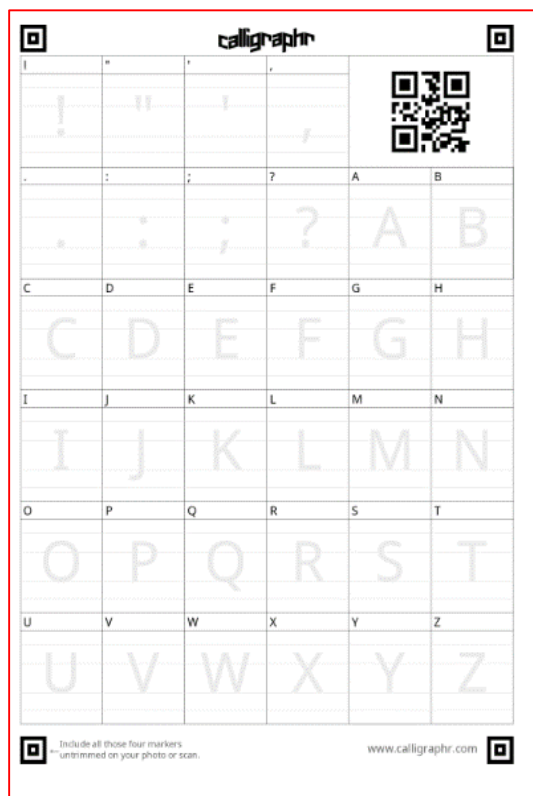 calligraphr
! " ' ,
! " ' ,
. : ; ? A B
. : ; ? A B
C D E F G H
C D E F G H
I J K L M N
I J K L M N
O P Q R S T
O P Q R S T
U V W X Y Z
U V W X Y Z
Include all those four markers
untrimmed on your photo or scan.
www.calligraphr.com